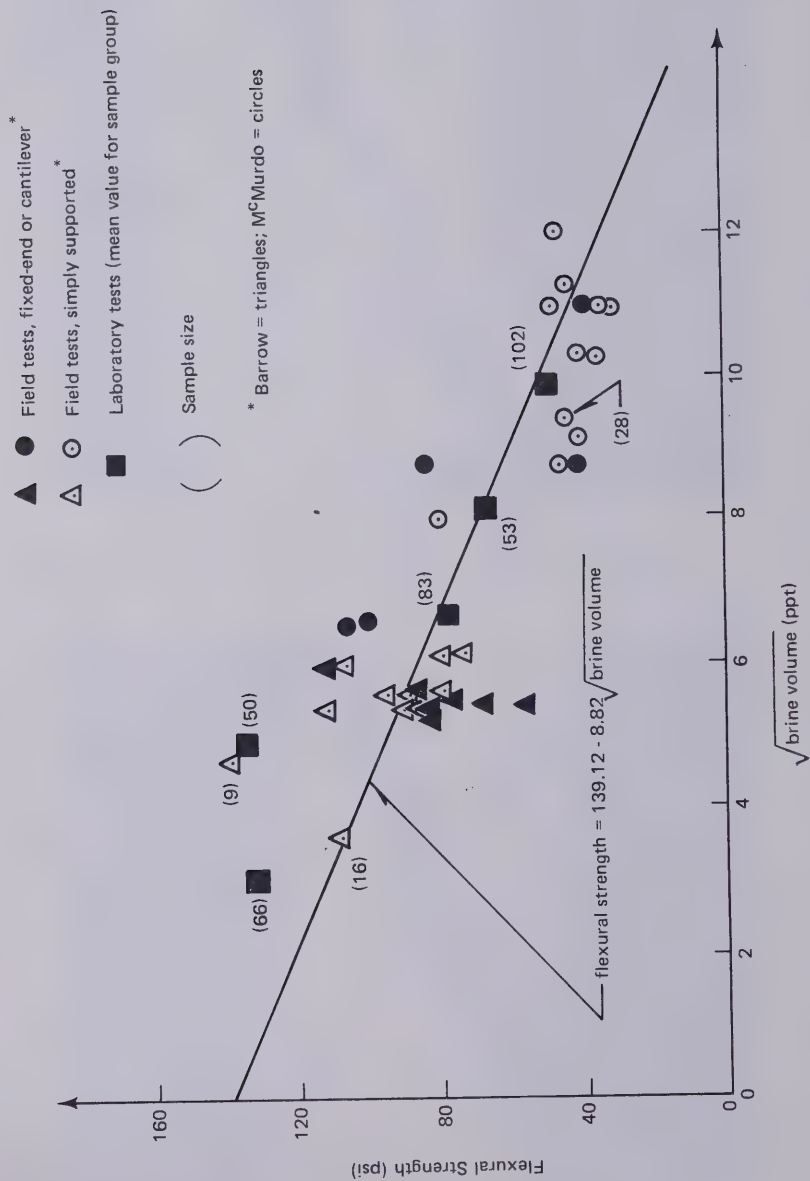 ▲ ● Field tests, fixed-end or cantilever*
△ ⊙ Field tests, simply supported*
■ Laboratory tests (mean value for sample group)
( ) Sample size
* Barrow = triangles; MᶜMurdo = circles
Flexural Strength (psi)
160
120
80
40
0
(66)
(9)
(50)
(16)
(83)
(53)
(102)
(28)
flexural strength = 139.12 - 8.82 √brine volume
0
2
4
6
8
10
12
√brine volume (ppt)